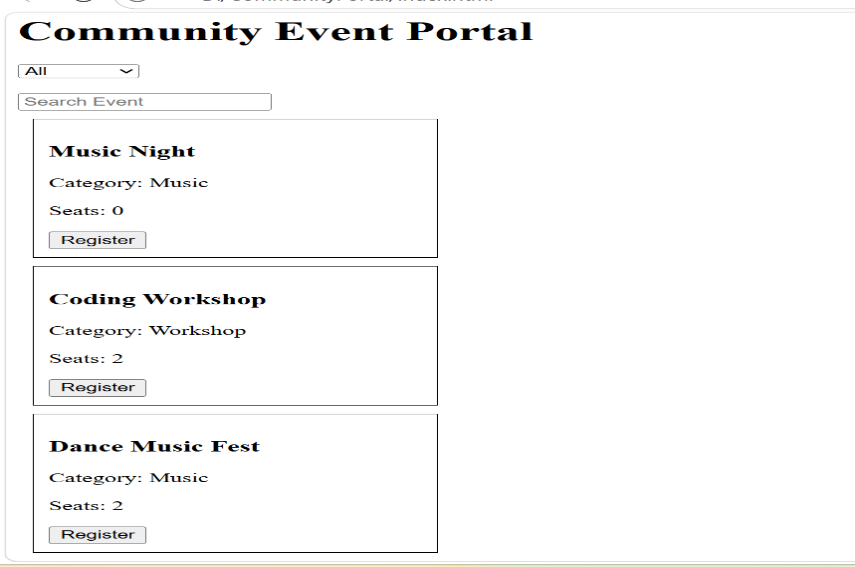 Community Event Portal
All
Search Event
Music Night
Category: Music
Seats: 0
Register
Coding Workshop
Category: Workshop
Seats: 2
Register
Dance Music Fest
Category: Music
Seats: 2
Register